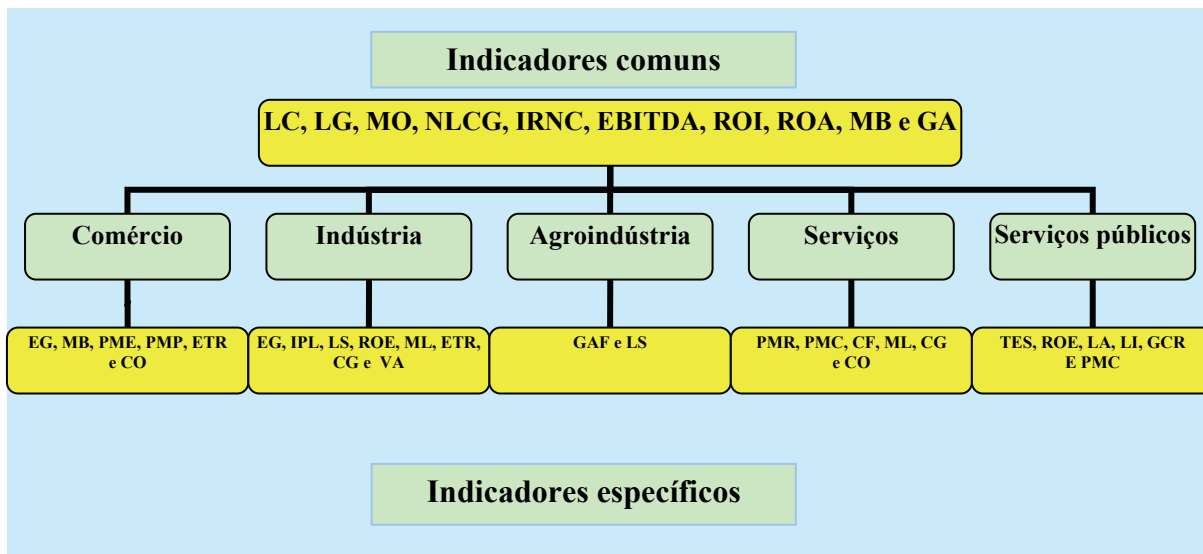 Indicadores comuns
LC, LG, MO, NLCG, IRNC, EBITDA, ROI, ROA, MB e GA
Comércio
Indústria
Agroindústria
Serviços
Serviços públicos
EG, MB, PME, PMP, ETR
e CO
EG, IPL, LS, ROE, ML, ETR,
CG e VA
GAF e LS
PMR, PMC, CF, ML, CG
e CO
TES, ROE, LA, LI, GCR
E PMC
Indicadores específicos